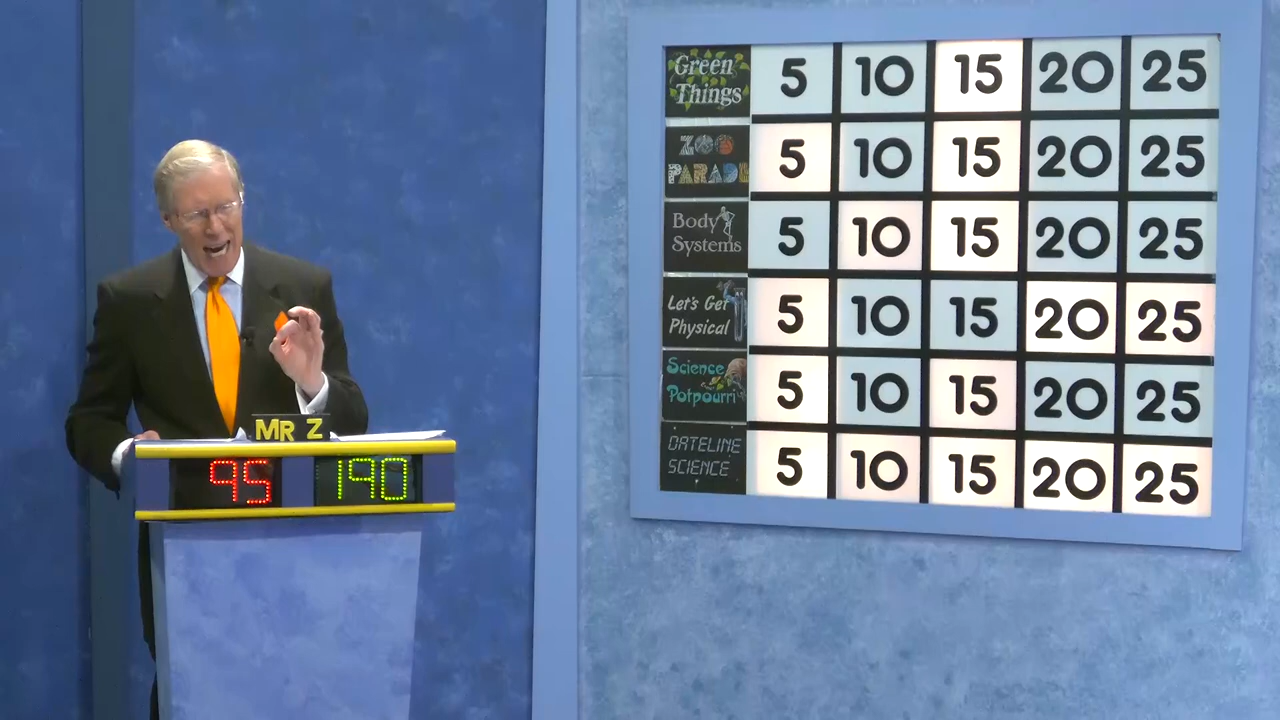 Green
Things
5 10 15 20 25
ZOO
PARADE
5 10 15 20 25
Body
Systems
5 10 15 20 25
Let's Get
Physical
5 10 15 20 25
Science
Potpourri
5 10 15 20 25
DATELINE
SCIENCE
5 10 15 20 25
MR Z
95 190